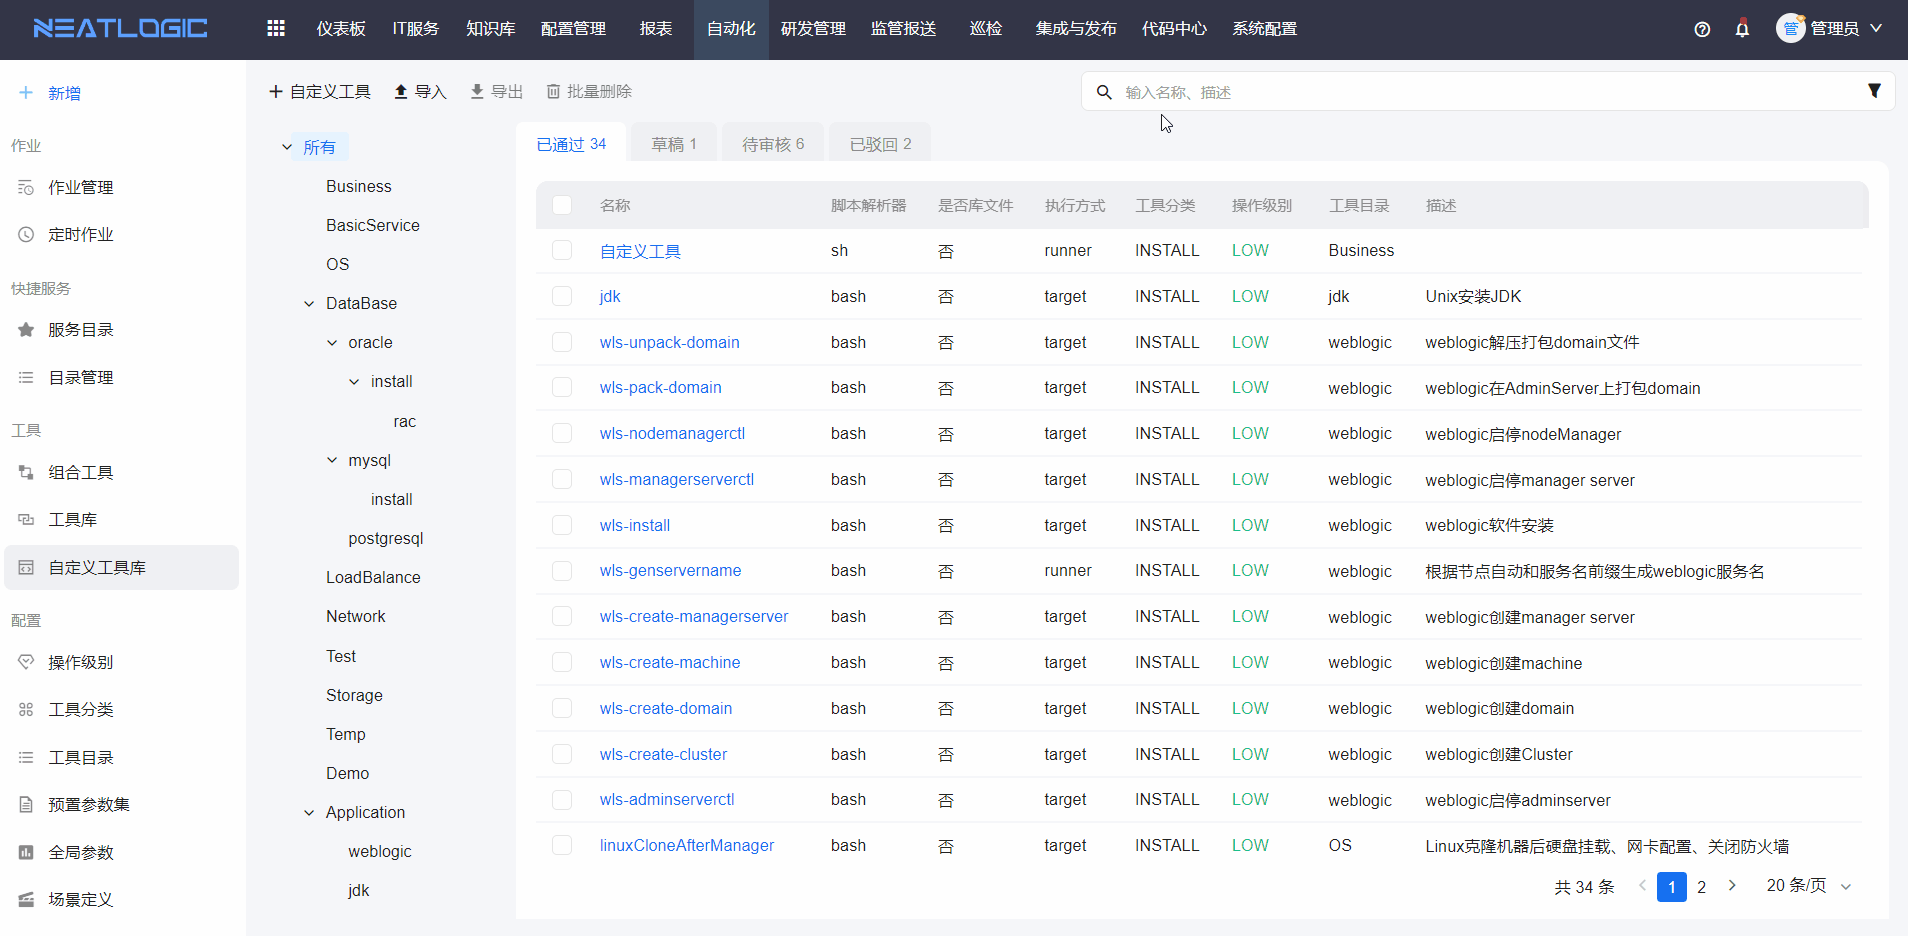 NEATLOGIC 仪表板 IT服务 知识库 配置管理 报表 自动化 研发管理 监管报送 巡检 集成与发布 代码中心 系统配置 管 管理员
新增
作业
作业管理
定时作业
快捷服务
服务目录
目录管理
工具
组合工具
工具库
自定义工具库
配置
操作级别
工具分类
工具目录
预置参数集
全局参数
场景定义
自定义工具 导入 导出 批量删除
输入名称、描述
所有
Business
BasicService
OS
DataBase
oracle
install
rac
mysql
install
postgresql
LoadBalance
Network
Test
Storage
Temp
Demo
Application
weblogic
jdk
已通过 34 草稿 1 待审核 6 已驳回 2
名称 脚本解析器 是否库文件 执行方式 工具分类 操作级别 工具目录 描述
自定义工具 sh 否 runner INSTALL LOW Business
jdk bash 否 target INSTALL LOW jdk Unix安装JDK
wls-unpack-domain bash 否 target INSTALL LOW weblogic weblogic解压打包domain文件
wls-pack-domain bash 否 target INSTALL LOW weblogic weblogic在AdminServer上打包domain
wls-nodemanagerctl bash 否 target INSTALL LOW weblogic weblogic启停nodeManager
wls-managerserverctl bash 否 target INSTALL LOW weblogic weblogic启停manager server
wls-install bash 否 target INSTALL LOW weblogic weblogic软件安装
wls-genservername bash 否 runner INSTALL LOW weblogic 根据节点自动和服务名前缀生成weblogic服务名
wls-create-managerserver bash 否 target INSTALL LOW weblogic weblogic创建manager server
wls-create-machine bash 否 target INSTALL LOW weblogic weblogic创建machine
wls-create-domain bash 否 target INSTALL LOW weblogic weblogic创建domain
wls-create-cluster bash 否 target INSTALL LOW weblogic weblogic创建Cluster
wls-adminserverctl bash 否 target INSTALL LOW weblogic weblogic启停adminserver
linuxCloneAfterManager bash 否 target INSTALL LOW OS Linux克隆机器后硬盘挂载、网卡配置、关闭防火墙
共 34 条 1 2 20 条/页